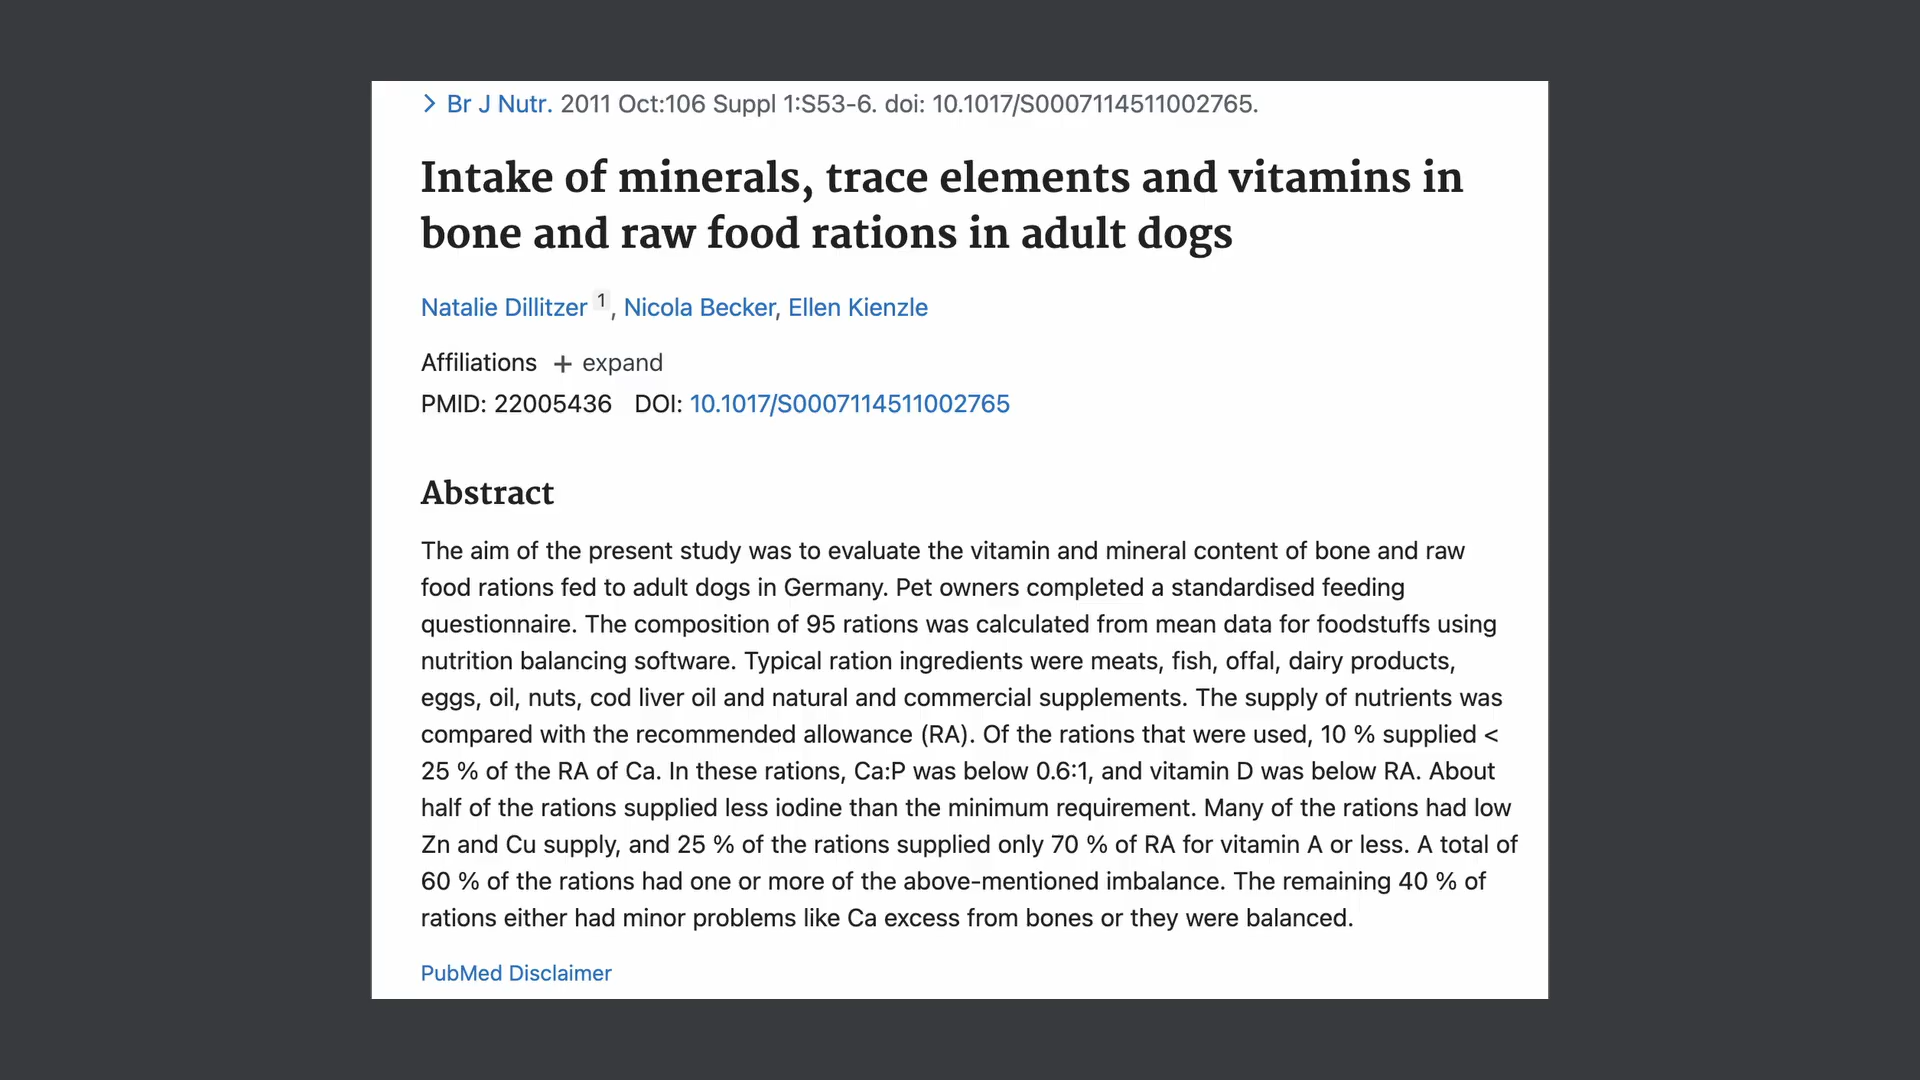 > Br J Nutr. 2011 Oct:106 Suppl 1:S53-6. doi: 10.1017/S0007114511002765.
Intake of minerals, trace elements and vitamins in
bone and raw food rations in adult dogs
Natalie Dillitzer 1, Nicola Becker, Ellen Kienzle
Affiliations + expand
PMID: 22005436 DOI: 10.1017/S0007114511002765
Abstract
The aim of the present study was to evaluate the vitamin and mineral content of bone and raw
food rations fed to adult dogs in Germany. Pet owners completed a standardised feeding
questionnaire. The composition of 95 rations was calculated from mean data for foodstuffs using
nutrition balancing software. Typical ration ingredients were meats, fish, offal, dairy products,
eggs, oil, nuts, cod liver oil and natural and commercial supplements. The supply of nutrients was
compared with the recommended allowance (RA). Of the rations that were used, 10 % supplied <
25 % of the RA of Ca. In these rations, Ca:P was below 0.6:1, and vitamin D was below RA. About
half of the rations supplied less iodine than the minimum requirement. Many of the rations had low
Zn and Cu supply, and 25 % of the rations supplied only 70 % of RA for vitamin A or less. A total of
60 % of the rations had one or more of the above-mentioned imbalance. The remaining 40 % of
rations either had minor problems like Ca excess from bones or they were balanced.
PubMed Disclaimer